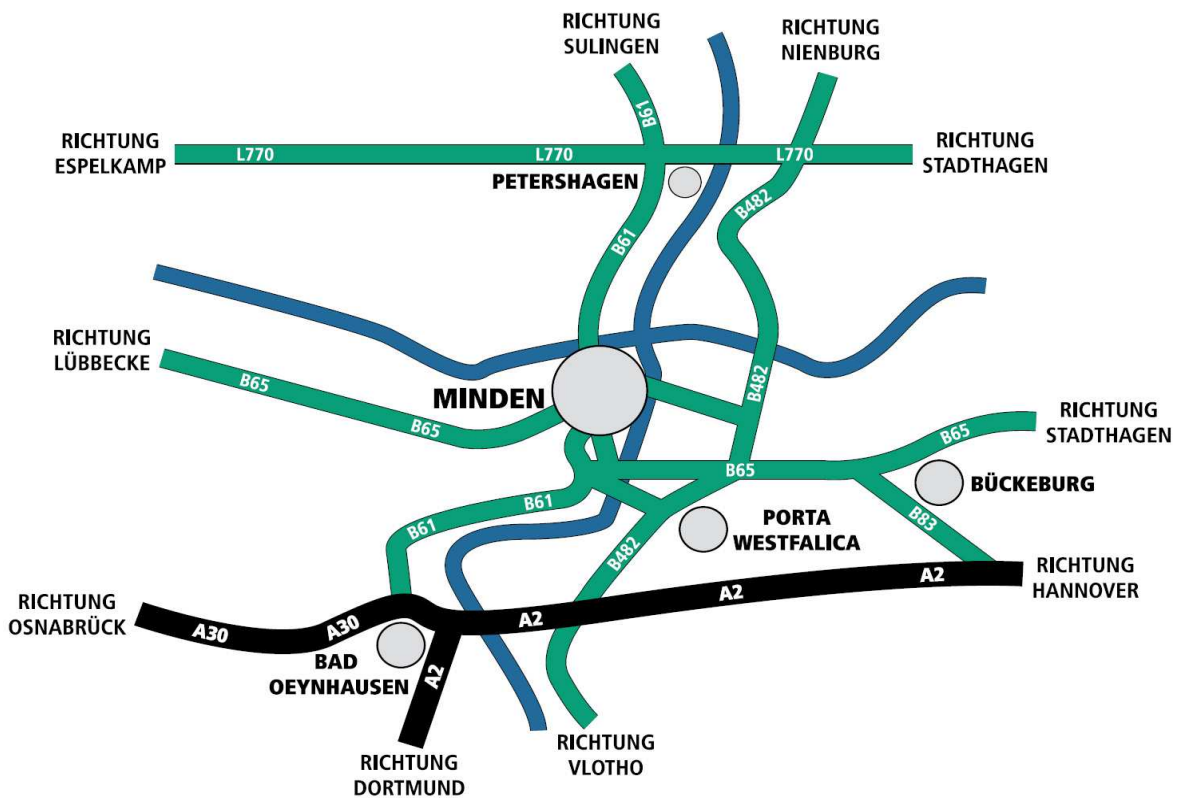 RICHTUNG
SULINGEN
RICHTUNG
NIENBURG
B61
RICHTUNG
ESPELKAMP
L770
L770
L770
RICHTUNG
STADTHAGEN
PETERSHAGEN
B482
B61
RICHTUNG
LÜBBECKE
B65
B65
MINDEN
B482
B65
RICHTUNG
STADTHAGEN
B65
BÜCKEBURG
B61
B61
PORTA
WESTFALICA
B83
B482
RICHTUNG
HANNOVER
A2
A2
A2
RICHTUNG
OSNABRÜCK
A30
A30
BAD
OEYNHAUSEN
A2
RICHTUNG
DORTMUND
RICHTUNG
VLOTHO